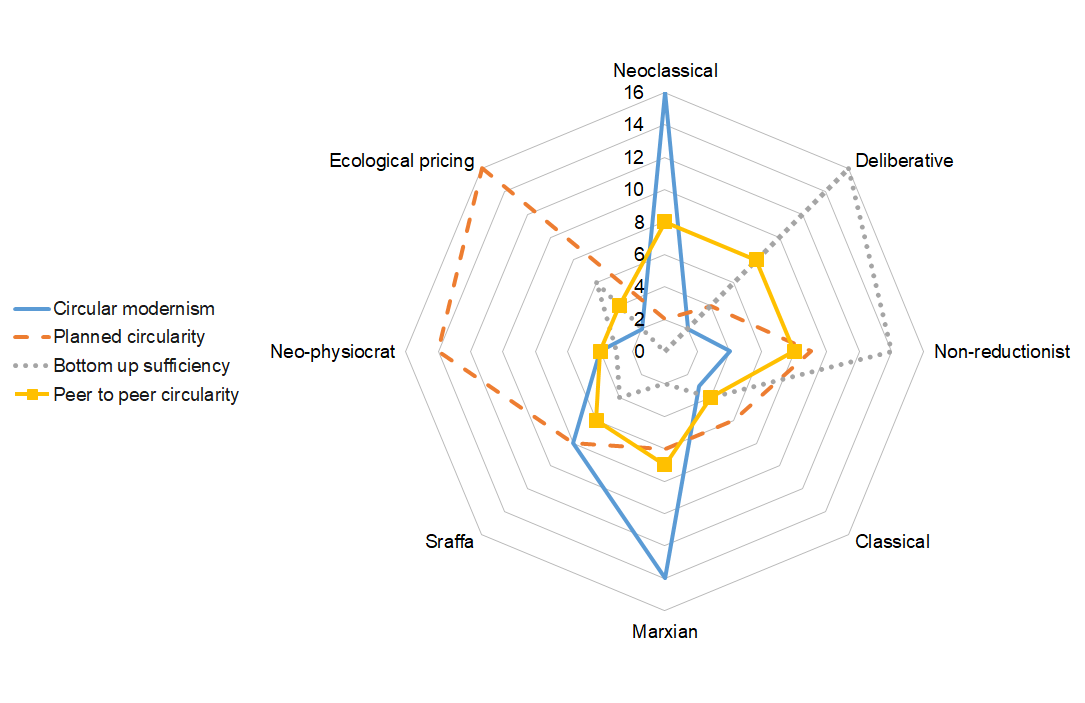 Neoclassical
16
14
12
10
8
6
4
2
0
Ecological pricing
Deliberative
Circular modernism
Planned circularity
Bottom up sufficiency
Peer to peer circularity
Neo-physiocrat
Non-reductionist
Sraffa
Classical
Marxian